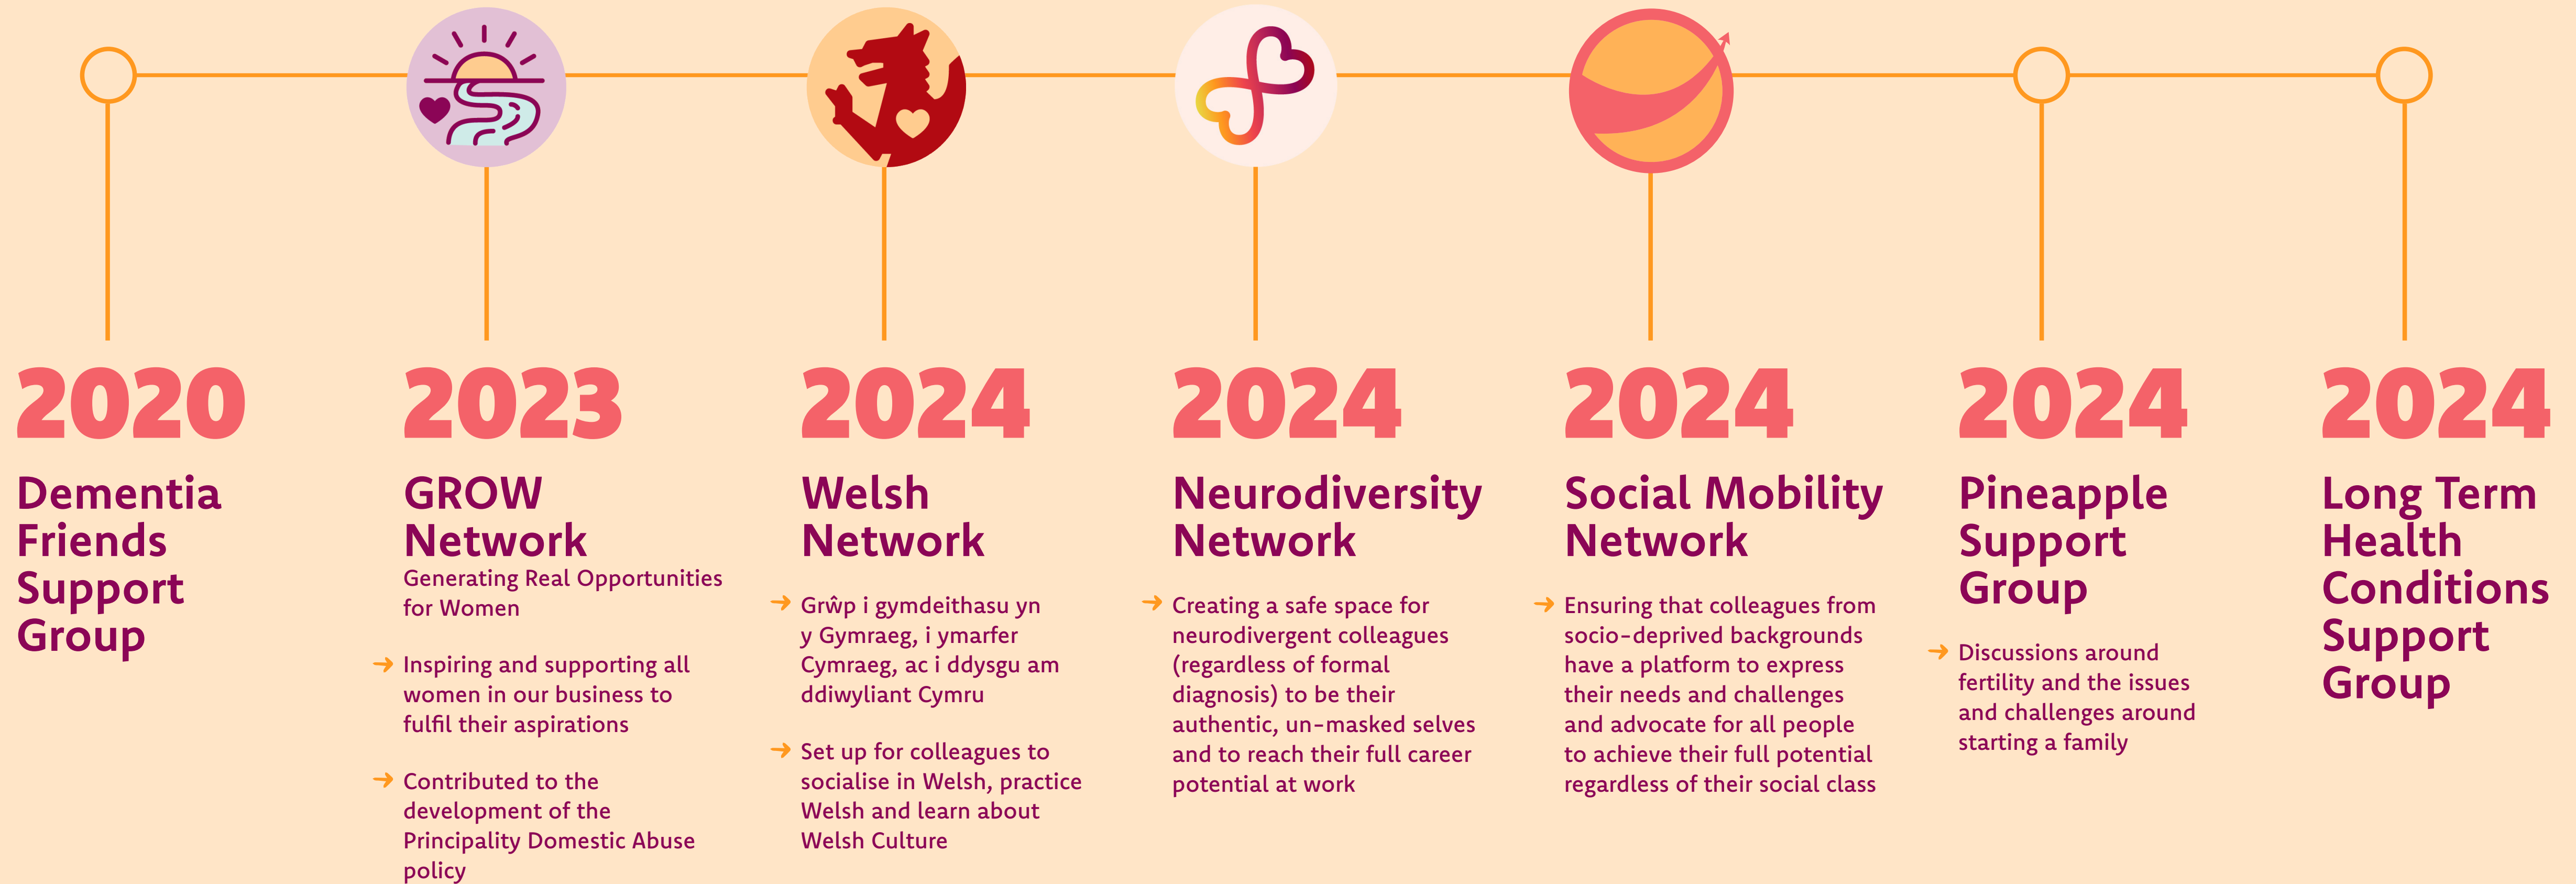 2020
Dementia
Friends
Support
Group
2023
GROW
Network
Generating Real Opportunities
for Women
Inspiring and supporting all
women in our business to
fulfil their aspirations
Contributed to the
development of the
Principality Domestic Abuse
policy
2024
Welsh
Network
Grŵp i gymdeithasu yn
y Gymraeg, i ymarfer
Cymraeg, ac i ddysgu am
ddiwyliant Cymru
Set up for colleagues to
socialise in Welsh, practice
Welsh and learn about
Welsh Culture
2024
Neurodiversity
Network
Creating a safe space for
neurodivergent colleagues
(regardless of formal
diagnosis) to be their
authentic, un-masked selves
and to reach their full career
potential at work
2024
Social Mobility
Network
Ensuring that colleagues from
socio-deprived backgrounds
have a platform to express
their needs and challenges
and advocate for all people
to achieve their full potential
regardless of their social class
2024
Pineapple
Support
Group
Discussions around
fertility and the issues
and challenges around
starting a family
2024
Long Term
Health
Conditions
Support
Group